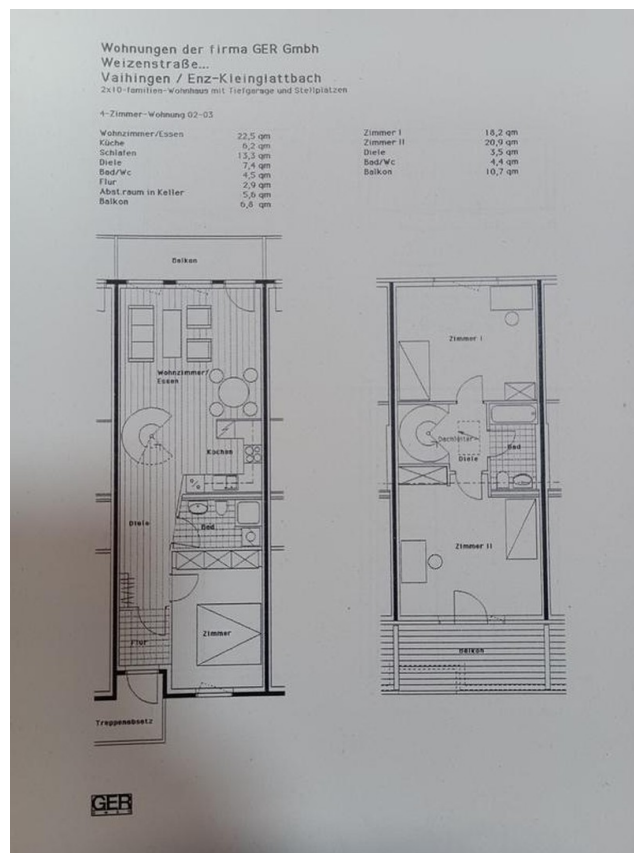 Wohnungen der firma GER Gmbh
Weizenstraße...
Vaihingen / Enz-Kleinglattbach
2x10-familien-Wohnhaus mit Tiefgarage und Stellplätzen
4-Zimmer-Wohnung 02-03
Wohnzimmer/Essen 22,5 qm
Küche 6,2 qm
Schlafen 13,3 qm
Diele 7,4 qm
Bad/Wc 4,5 qm
Flur 2,9 qm
Abst.raum in Keller 5,6 qm
Balkon 6,8 qm
Zimmer I 18,2 qm
Zimmer II 20,9 qm
Diele 3,5 qm
Bad/Wc 4,4 qm
Balkon 10,7 qm
Balkon
Wohnzimmer/
Essen
Kochen
Diele
Bad
Zimmer
Flur
Treppenabsatz
Zimmer I
Dachleiter
Diele
Bad
Zimmer II
Balkon
GER